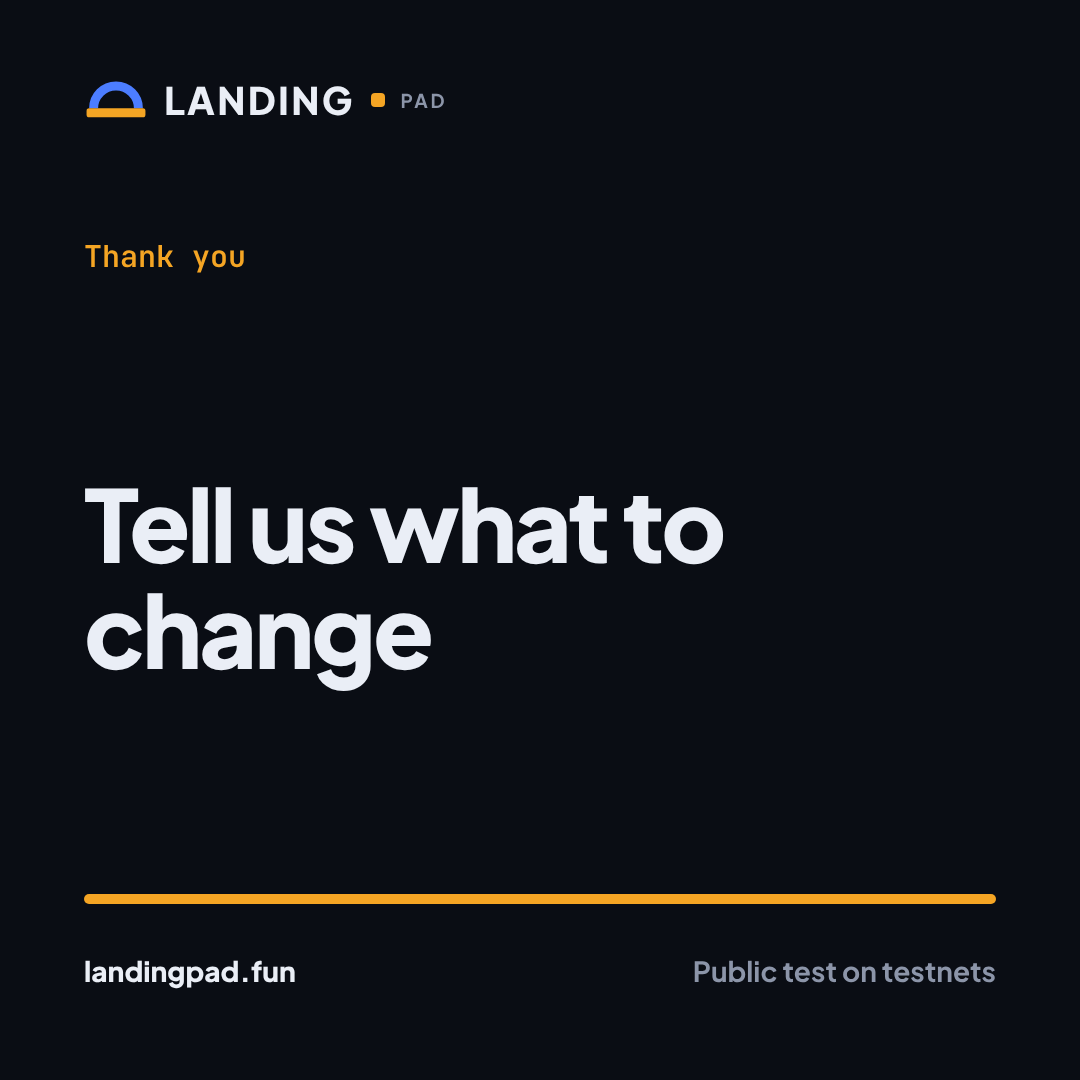 LANDING PAD
Thank you
Tell us what to
change
landingpad.fun
Public test on testnets